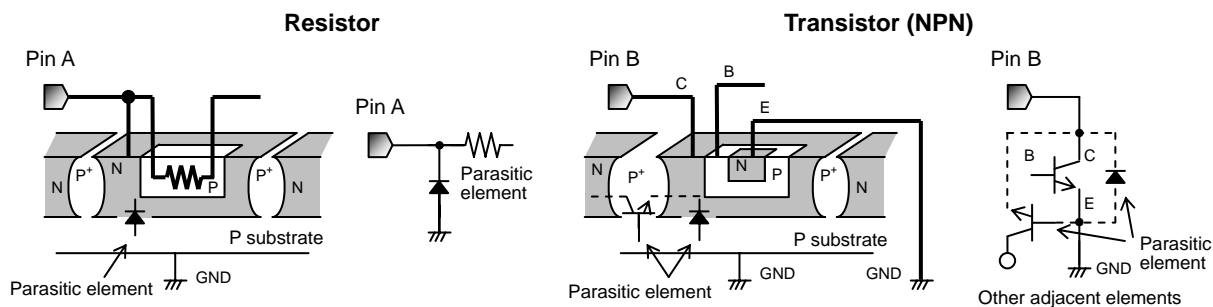 Resistor
Transistor (NPN)
Pin A
Pin A
Parasitic
element
N
P+
N
P
P+
N
P substrate
GND
Parasitic element
Pin B
C
B
E
N
P+
N
P
P+
N
P substrate
GND
GND
Parasitic element
Pin B
B
C
E
GND
Parasitic
element
Other adjacent elements